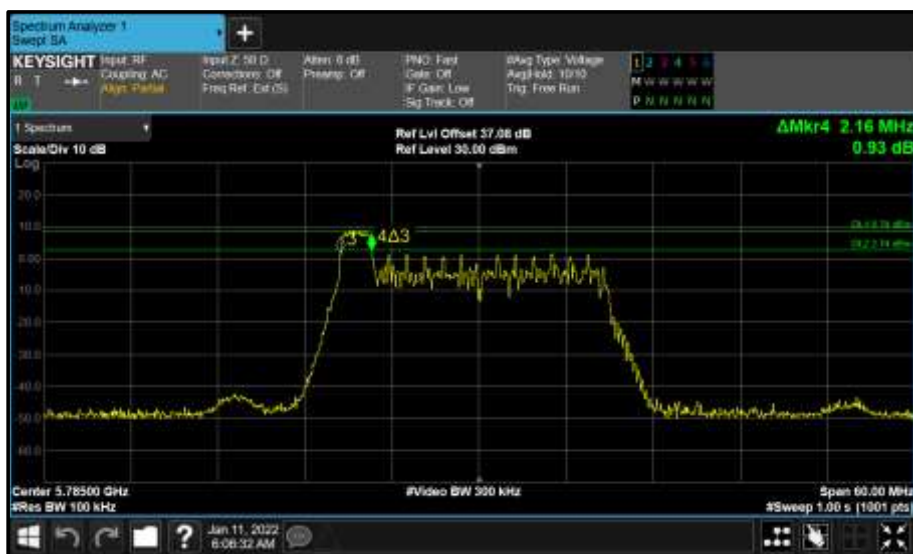 Spectrum Analyzer 1
Swept SA
KEYSIGHT Input: RF Input Z: 50 Ω Atten: 0 dB PNO: Fast #Avg Type: Voltage 1 2 3 4 5 6
R T Coupling: AC Corrections: Off Preamp: Off Gate: Off Avg|Hold: 10/10 M W W W W W
Align: Partial Freq Ref: Ext (S) IF Gain: Low Trig: Free Run
Sig Track: Off P N N N N N
1 Spectrum Ref Lvl Offset 37.08 dB ΔMkr4 2.16 MHz
Scale/Div 10 dB Ref Level 30.00 dBm 0.93 dB
Log
20.0
10.0
3 4Δ3
0.00
-40.0
-50.0
-60.0
Center 5.78500 GHz #Video BW 300 kHz Span 60.00 MHz
#Res BW 100 kHz #Sweep 1.00 s (1001 pts)
? Jan 11, 2022
6:06:32 AM